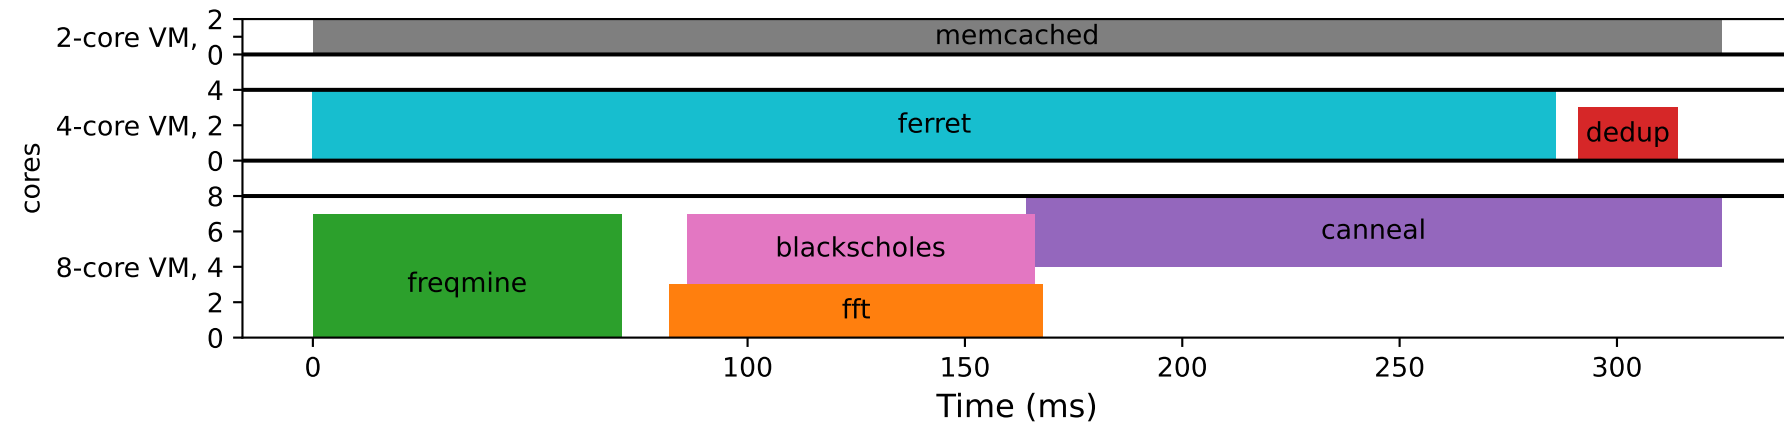 2-core VM, 2
0
memcached
4-core VM, 4
2
0
ferret
dedup
cores
8-core VM, 8
6
4
2
0
canneal
blackscholes
freqmine
fft
0 100 150 200 250 300
Time (ms)